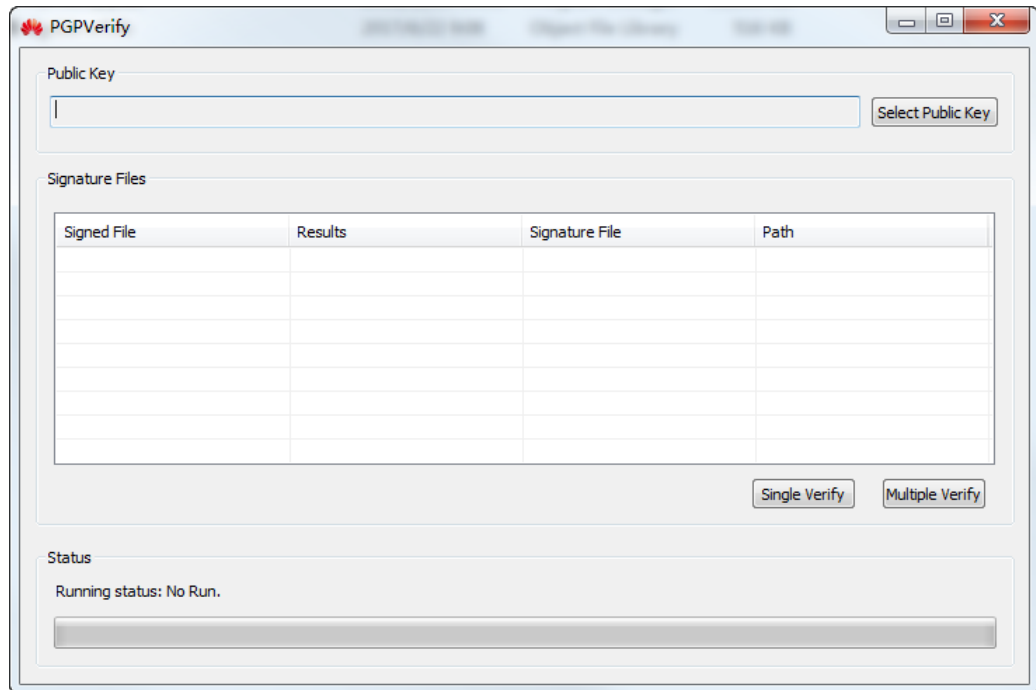 PGPVerify
Public Key
Select Public Key
Signature Files
Signed File Results Signature File Path
Single Verify Multiple Verify
Status
Running status: No Run.